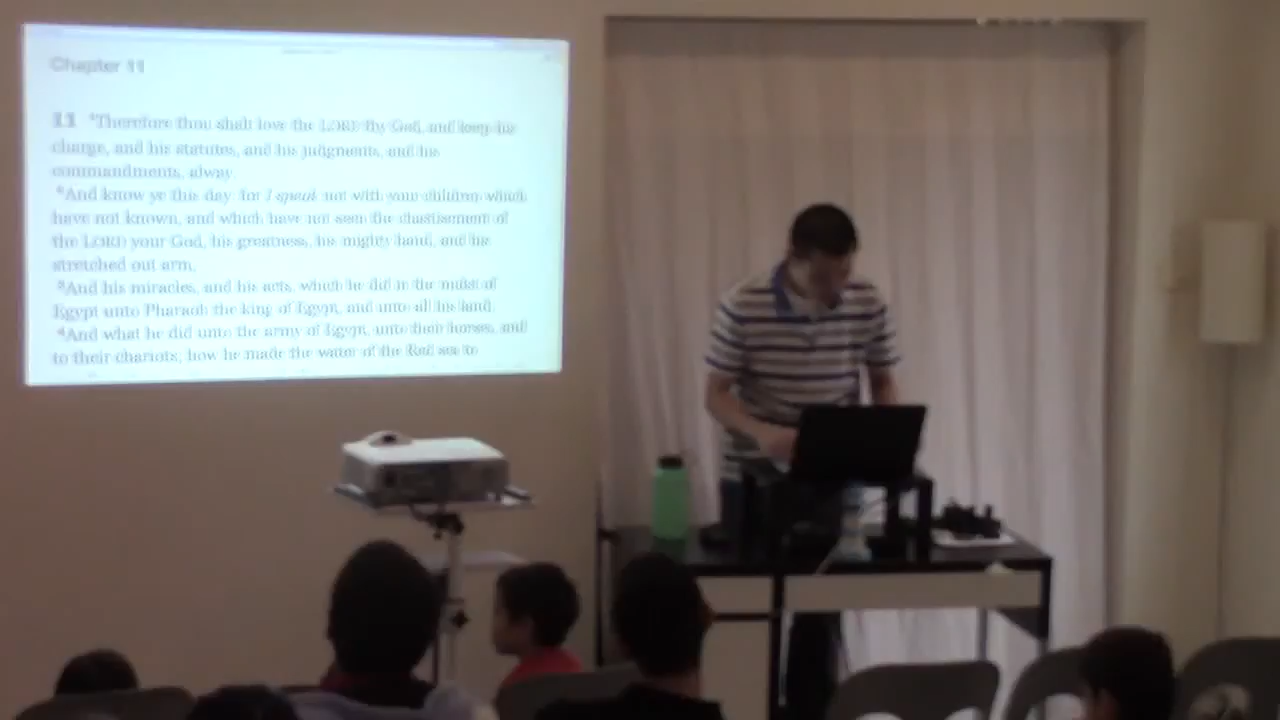 Chapter 11
11 ¹Therefore thou shalt love the LORD thy God, and keep his
charge, and his statutes, and his judgments, and his
commandments, alway.
²And know ye this day: for I speak not with your children which
have not known, and which have not seen the chastisement of
the LORD your God, his greatness, his mighty hand, and his
stretched out arm,
³And his miracles, and his acts, which he did in the midst of
Egypt unto Pharaoh the king of Egypt, and unto all his land;
⁴And what he did unto the army of Egypt, unto their horses, and
to their chariots; how he made the water of the Red sea to